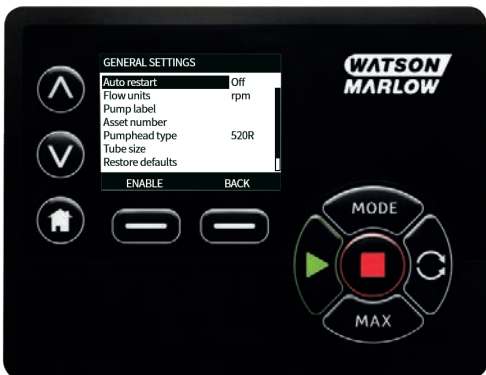 GENERAL SETTINGS
Auto restart Off
Flow units rpm
Pump label
Asset number
Pumphead type 520R
Tube size
Restore defaults
ENABLE BACK
WATSON
MARLOW
MODE
MAX